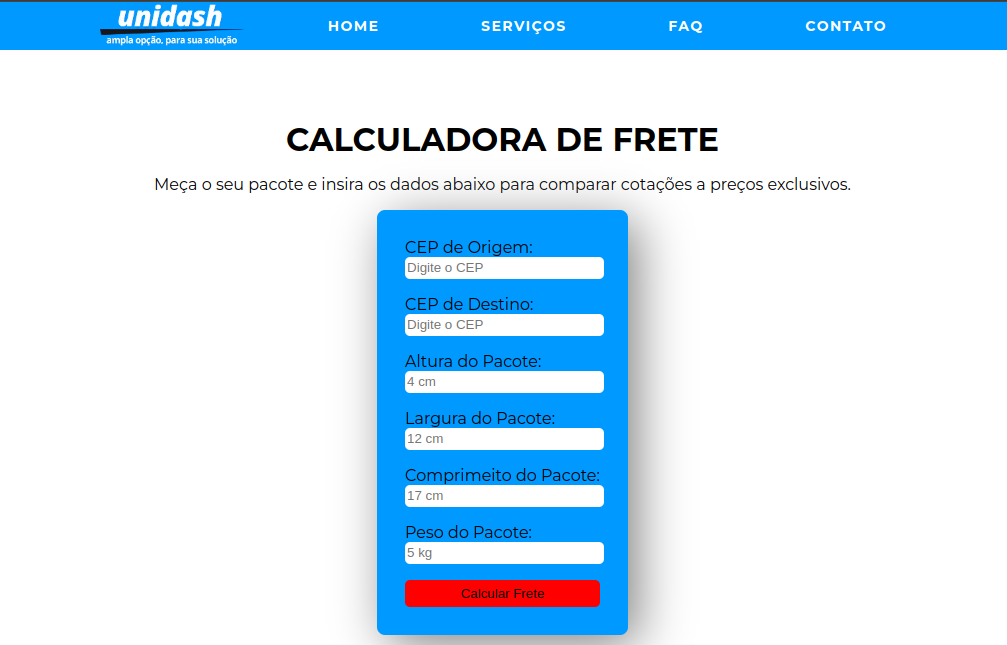 unidash
ampla opção, para sua solução
HOME SERVIÇOS FAQ CONTATO
CALCULADORA DE FRETE
Meça o seu pacote e insira os dados abaixo para comparar cotações a preços exclusivos.
CEP de Origem:
Digite o CEP
CEP de Destino:
Digite o CEP
Altura do Pacote:
4 cm
Largura do Pacote:
12 cm
Comprimeito do Pacote:
17 cm
Peso do Pacote:
5 kg
Calcular Frete